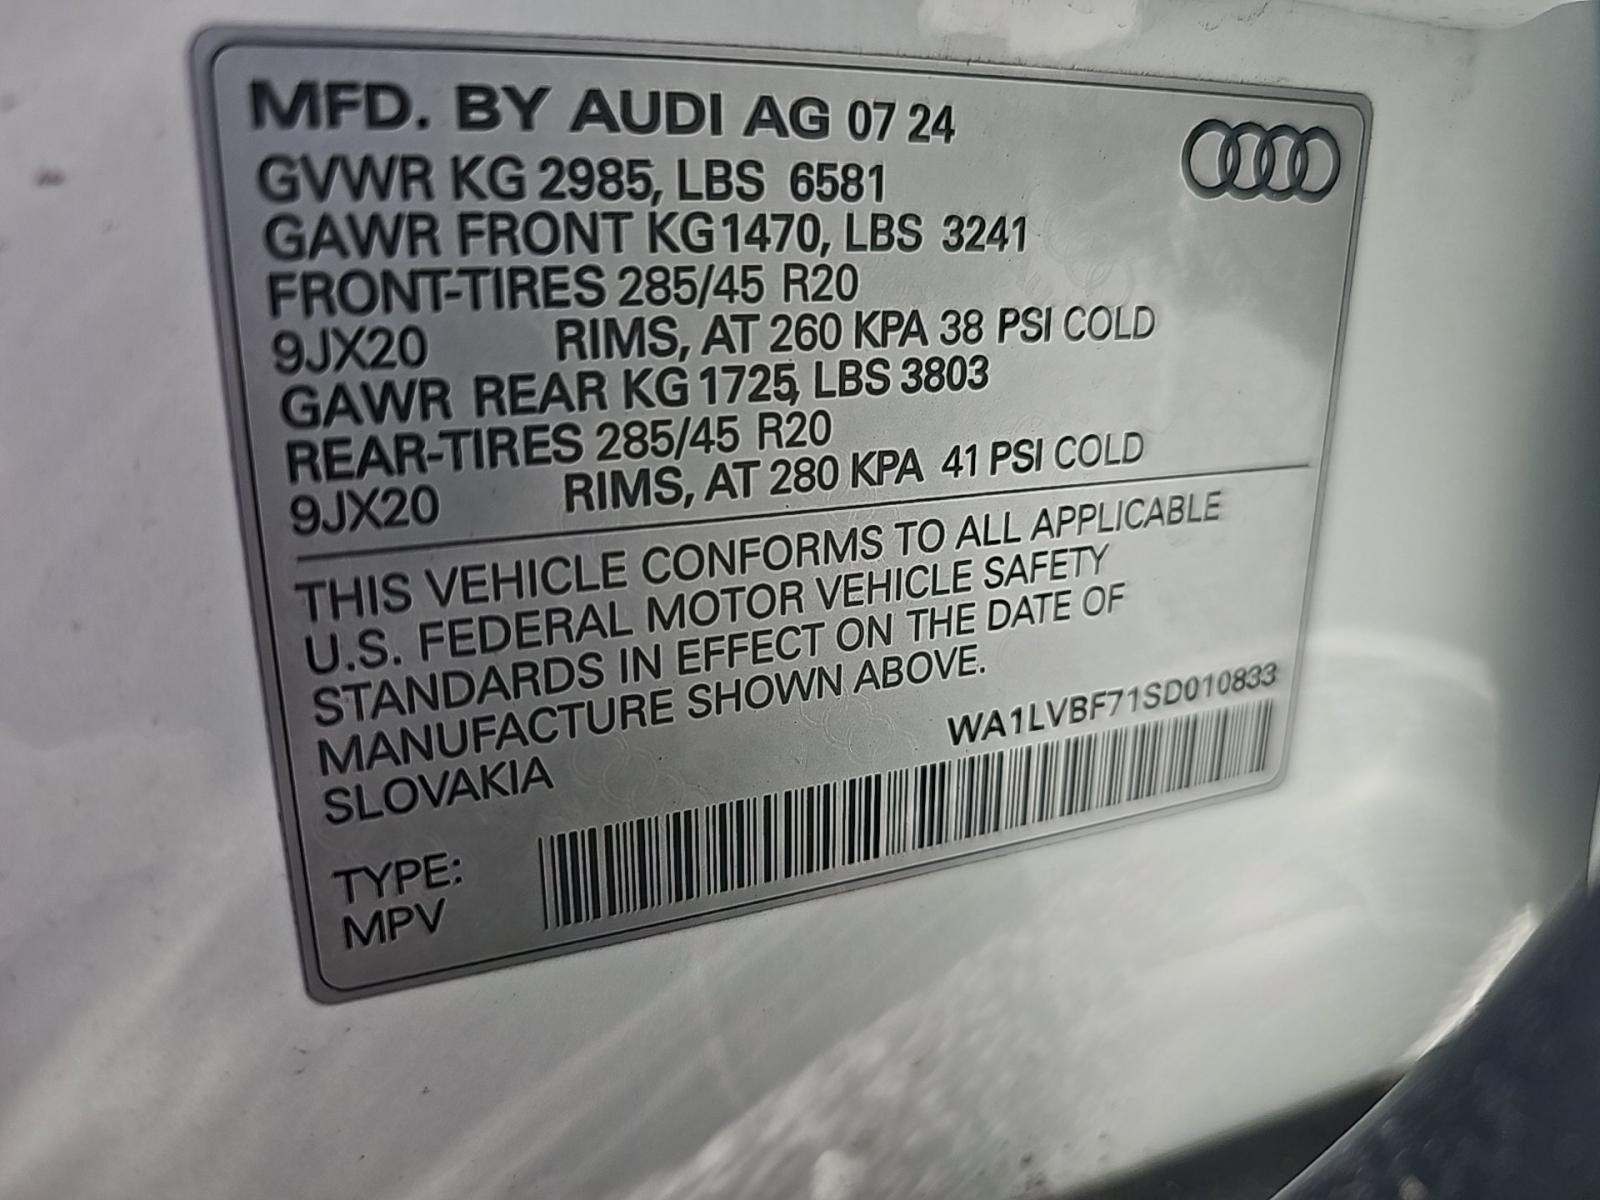 MFD. BY AUDI AG 07 24
GVWR KG 2985, LBS 6581
GAWR FRONT KG 1470, LBS 3241
FRONT-TIRES 285/45 R20
9JX20 RIMS, AT 260 KPA 38 PSI COLD
GAWR REAR KG 1725, LBS 3803
REAR-TIRES 285/45 R20
9JX20 RIMS, AT 280 KPA 41 PSI COLD
THIS VEHICLE CONFORMS TO ALL APPLICABLE
U.S. FEDERAL MOTOR VEHICLE SAFETY
STANDARDS IN EFFECT ON THE DATE OF
MANUFACTURE SHOWN ABOVE.
SLOVAKIA
WA1LVBF71SD010833
TYPE:
MPV